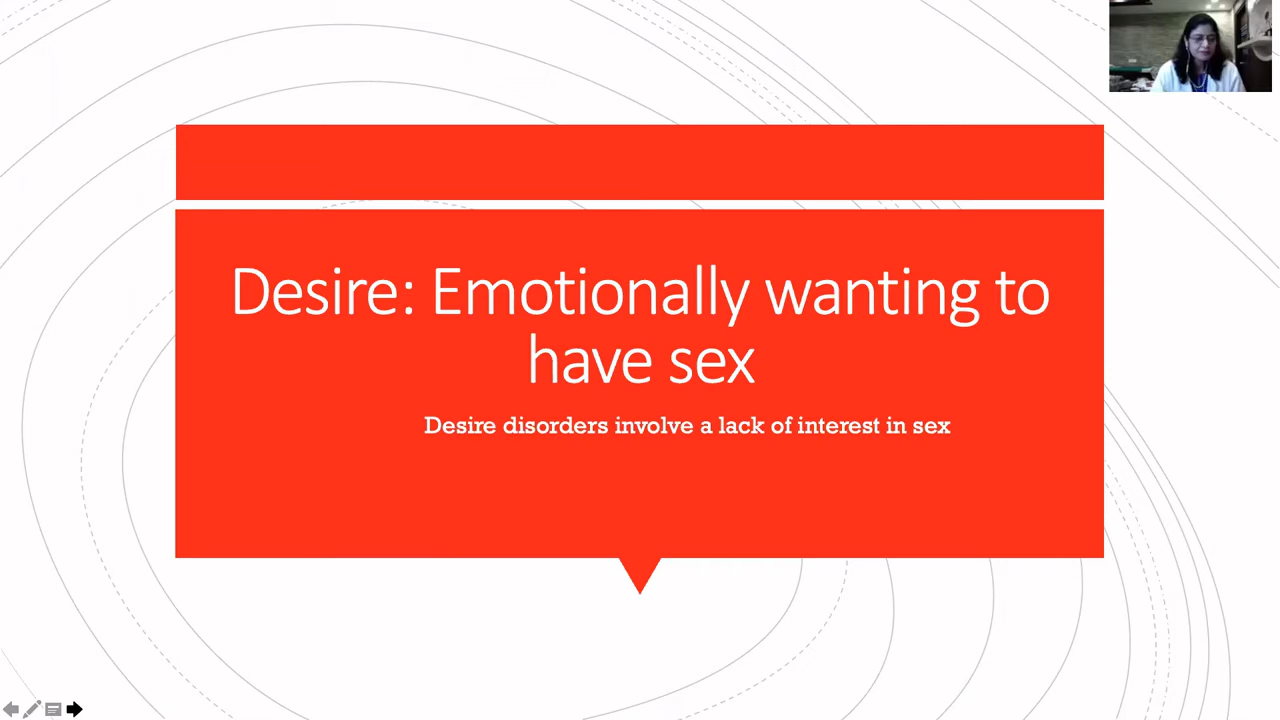 Desire: Emotionally wanting to
have sex
Desire disorders involve a lack of interest in sex